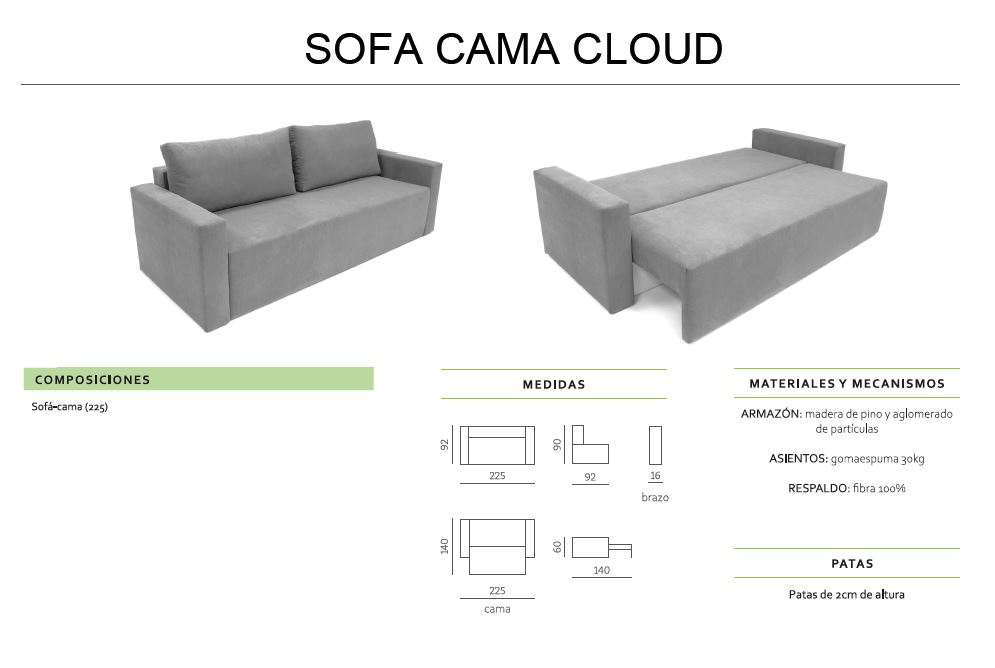 SOFA CAMA CLOUD
COMPOSICIONES
Sofá-cama (225)
MEDIDAS
92
225
90
92
16
brazo
140
225
cama
60
140
MATERIALES Y MECANISMOS
ARMAZÓN: madera de pino y aglomerado
de partículas
ASIENTOS: gomaespuma 30kg
RESPALDO: fibra 100%
PATAS
Patas de 2cm de altura